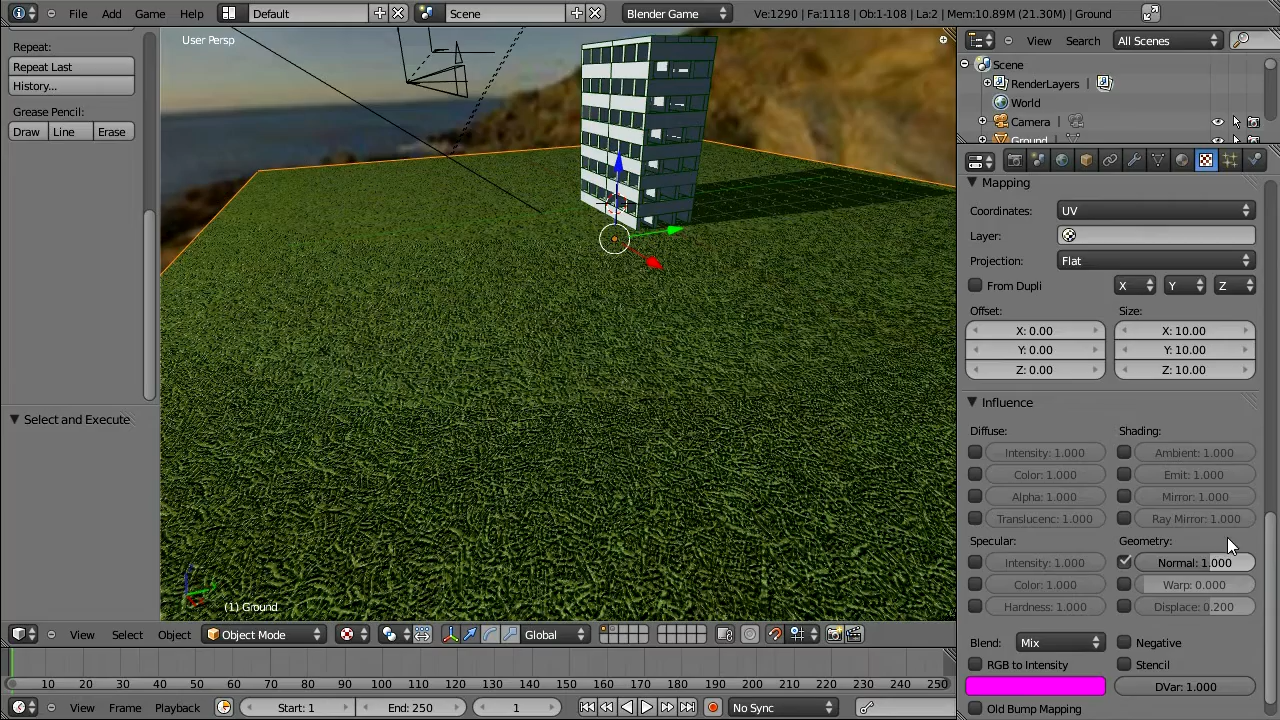 File Game Help Default Scene Blender Game Ve:1290 | Fa:1118 | Ob:1-108 | La:2 | Mem:10.89M (21.30M) | Ground
Repeat:
Repeat Last
History...
Grease Pencil:
Draw Line Erase
Select and Execute
User Persp
(1) Ground
View Search All Scenes
Scene
RenderLayers
World
Camera
Ground
Mapping
Coordinates: UV
Layer:
Projection: Flat
From Dupli X Y Z
Offset: Size:
X: 0.00 X: 10.00
Y: 0.00 Y: 10.00
Z: 0.00 Z: 10.00
Influence
Diffuse: Shading:
Intensity: 1.000 Ambient: 1.000
Color: 1.000 Emit: 1.000
Alpha: 1.000 Mirror: 1.000
Translucenc: 1.000 Ray Mirror: 1.000
Specular: Geometry:
Intensity: 1.000 Normal: 1.000
Color: 1.000 Warp: 0.000
Hardness: 1.000 Displace: 0.200
Blend: Mix Negative
RGB to Intensity Stencil
DVar: 1.000
Old Bump Mapping
View Select Object Object Mode Global
10 20 30 40 50 60 70 80 90 100 110 120 130 140 150 160 170 180 190 200 210 220 230 240 250
View Frame Playback Start: 1 End: 250 1 No Sync